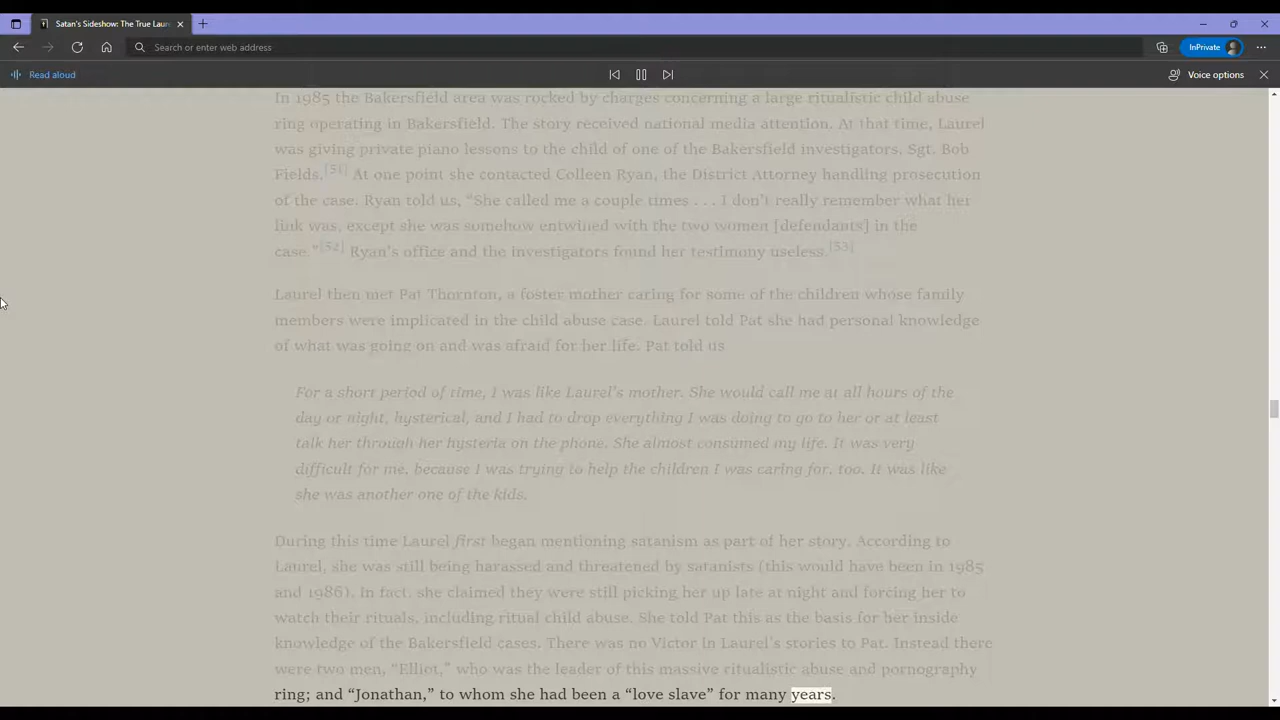 Satan's Sideshow: The True Lau
Search or enter web address
InPrivate
Read aloud
Voice options
In 1985 the Bakersfield area was rocked by charges concerning a large ritualistic child abuse
ring operating in Bakersfield. The story received national media attention. At that time, Laurel
was giving private piano lessons to the child of one of the Bakersfield investigators, Sgt. Bob
Fields.[51] At one point she contacted Colleen Ryan, the District Attorney handling prosecution
of the case. Ryan told us, “She called me a couple times . . . I don’t really remember what her
link was, except she was somehow entwined with the two women [defendants] in the
case.”[52] Ryan’s office and the investigators found her testimony useless.[53]
Laurel then met Pat Thornton, a foster mother caring for some of the children whose family
members were implicated in the child abuse case. Laurel told Pat she had personal knowledge
of what was going on and was afraid for her life. Pat told us
For a short period of time, I was like Laurel’s mother. She would call me at all hours of the
day or night, hysterical, and I had to drop everything I was doing to go to her or at least
talk her through her hysteria on the phone. She almost consumed my life. It was very
difficult for me, because I was trying to help the children I was caring for, too. It was like
she was another one of the kids.
During this time Laurel first began mentioning satanism as part of her story. According to
Laurel, she was still being harassed and threatened by satanists (this would have been in 1985
and 1986). In fact, she claimed they were still picking her up late at night and forcing her to
watch their rituals, including ritual child abuse. She told Pat this as the basis for her inside
knowledge of the Bakersfield cases. There was no Victor in Laurel’s stories to Pat. Instead there
were two men, “Elliot,” who was the leader of this massive ritualistic abuse and pornography
ring; and “Jonathan,” to whom she had been a “love slave” for many years.